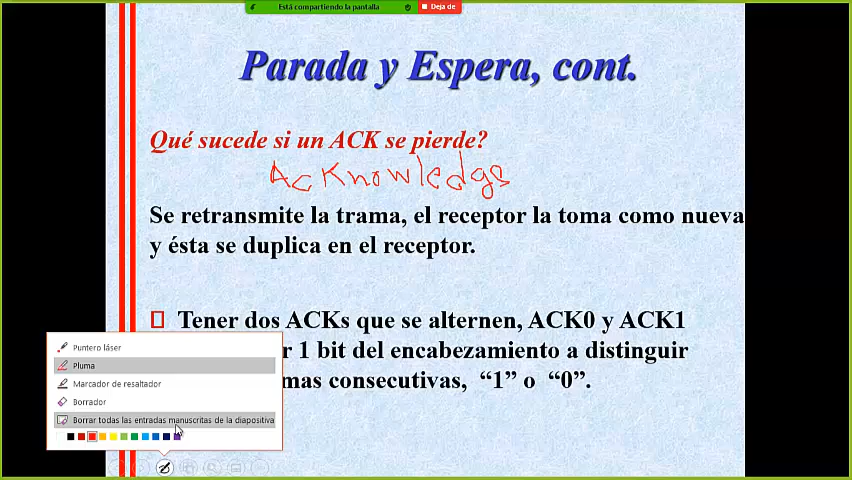 Está compartiendo la pantalla
Deja de
Parada y Espera, cont.
Qué sucede si un ACK se pierde?
AcKnowledgs
Se retransmite la trama, el receptor la toma como nueva
y ésta se duplica en el receptor.
Tener dos ACKs que se alternen, ACK0 y ACK1
1 bit del encabezamiento a distinguir
mas consecutivas, “1” o “0”.
Puntero láser
Pluma
Marcador de resaltador
Borrador
Borrar todas las entradas manuscritas de la diapositiva